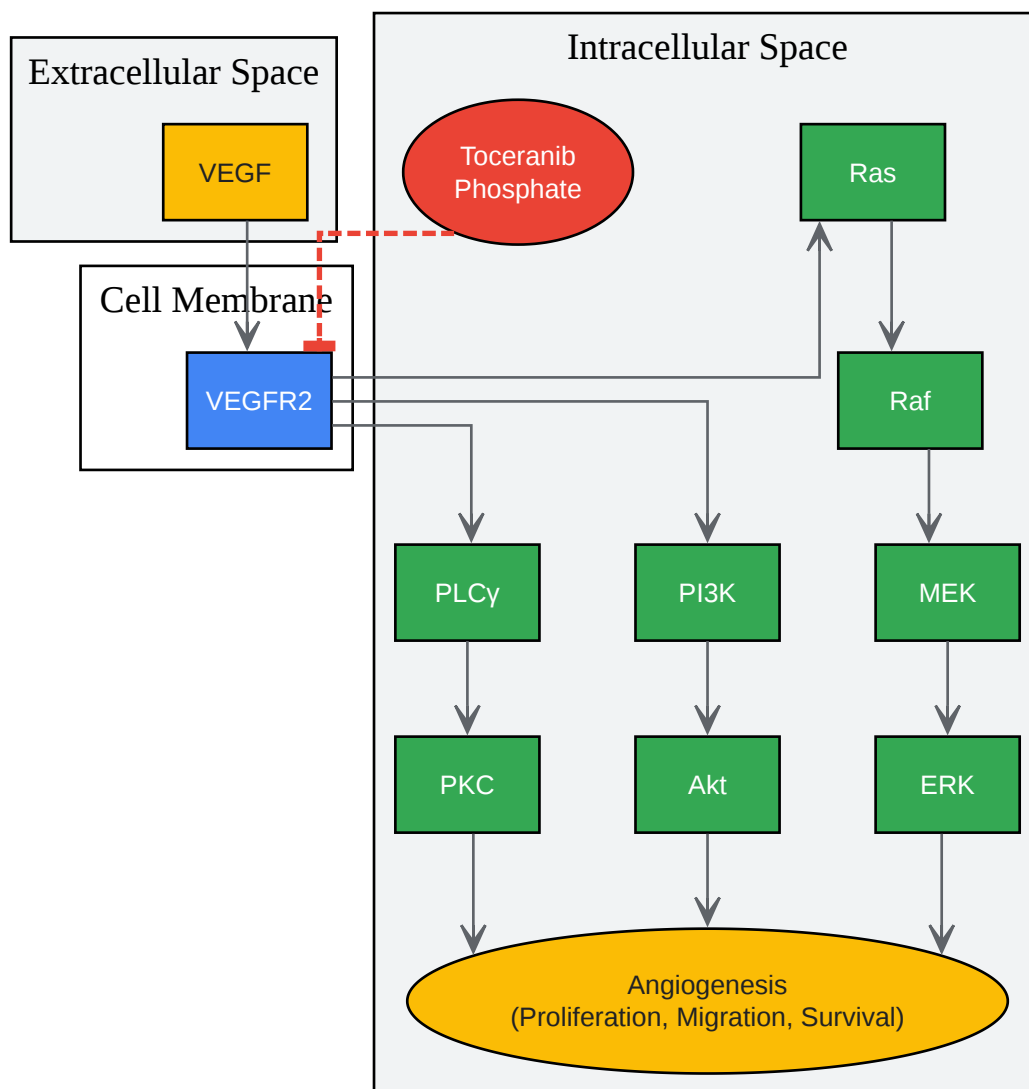 Intracellular Space
Extracellular Space
VEGF
Toceranib
Phosphate
Ras
Cell Membrane
VEGFR2
Raf
PLCγ
PI3K
MEK
PKC
Akt
ERK
Angiogenesis
(Proliferation, Migration, Survival)